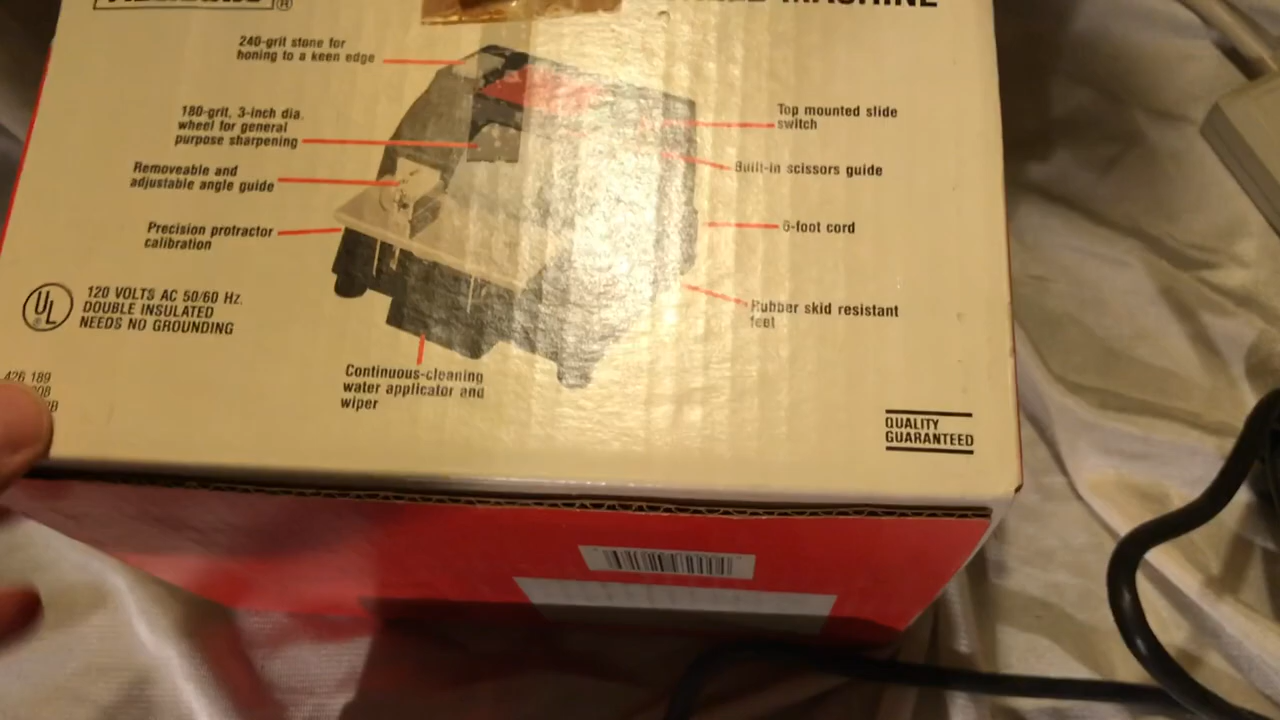 MACHINE
240-grit stone for
honing to a keen edge
180-grit, 3-inch dia.
wheel for general
purpose sharpening
Removeable and
adjustable angle guide
Precision protractor
calibration
Top mounted slide
switch
Built-in scissors guide
6-foot cord
Rubber skid resistant
feet
UL
120 VOLTS AC 50/60 Hz.
DOUBLE INSULATED
NEEDS NO GROUNDING
Continuous-cleaning
water applicator and
wiper
426 189
QUALITY
GUARANTEED